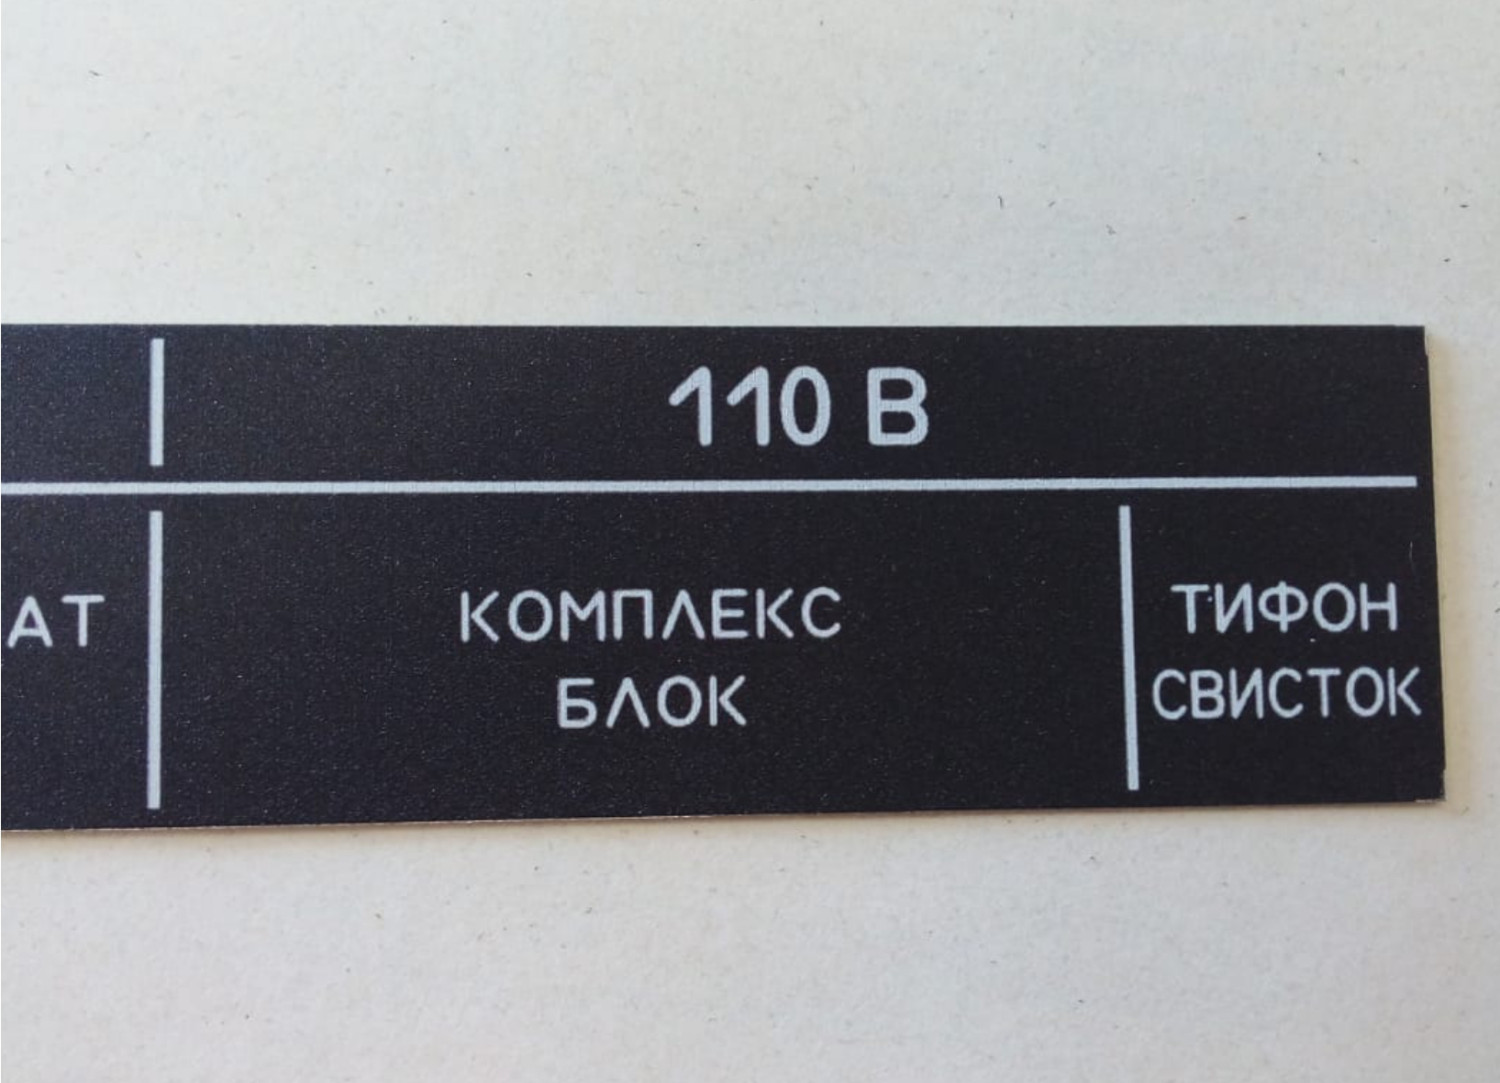 110 В
АТ
КОМПЛЕКС
БЛОК
ТИФОН
СВИСТОК